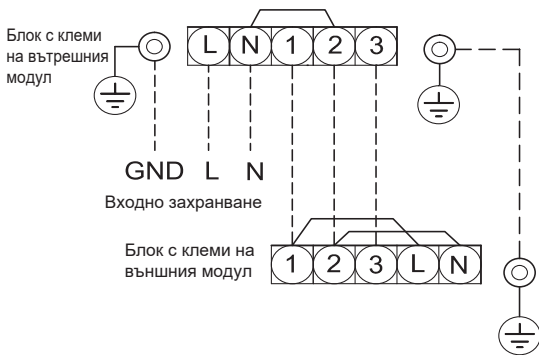 Блок с клеми
на вътрешния
модул
L N 1 2 3
GND L N
Входно захранване
Блок с клеми на
външния модул
1 2 3 L N